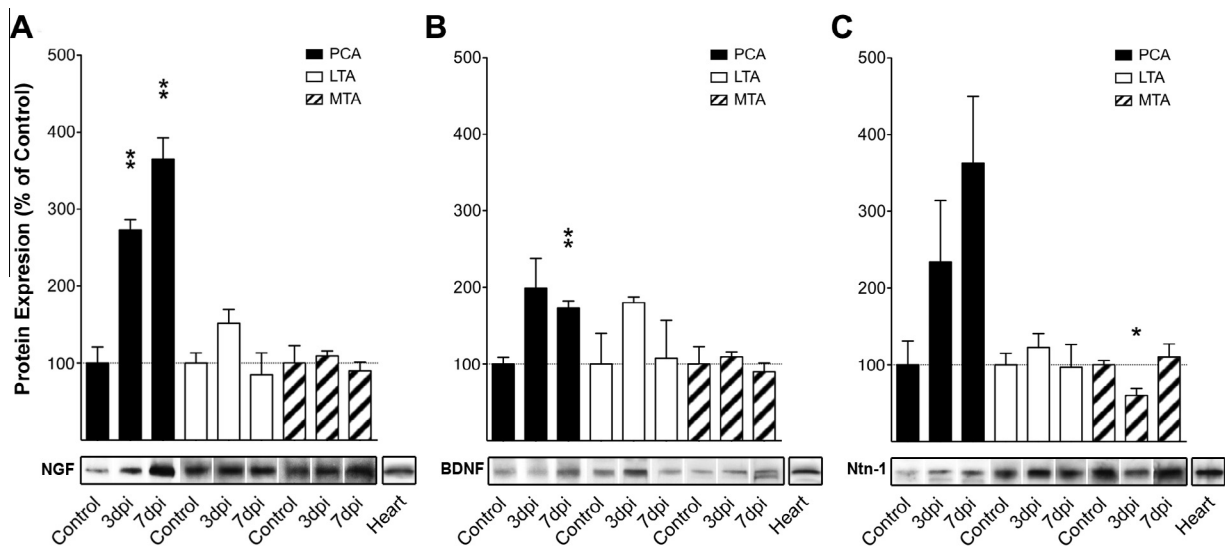 A
B
C
Protein Expresion (% of Control)
500
400
300
200
100
PCA
LTA
MTA
**
**
NGF
Control
3dpi
7dpi
Control
3dpi
7dpi
Control
3dpi
7dpi
Heart
500
400
300
200
100
PCA
LTA
MTA
**
BDNF
Control
3dpi
7dpi
Control
3dpi
7dpi
Control
3dpi
7dpi
Heart
500
400
300
200
100
PCA
LTA
MTA
*
Ntn-1
Control
3dpi
7dpi
Control
3dpi
7dpi
Control
3dpi
7dpi
Heart